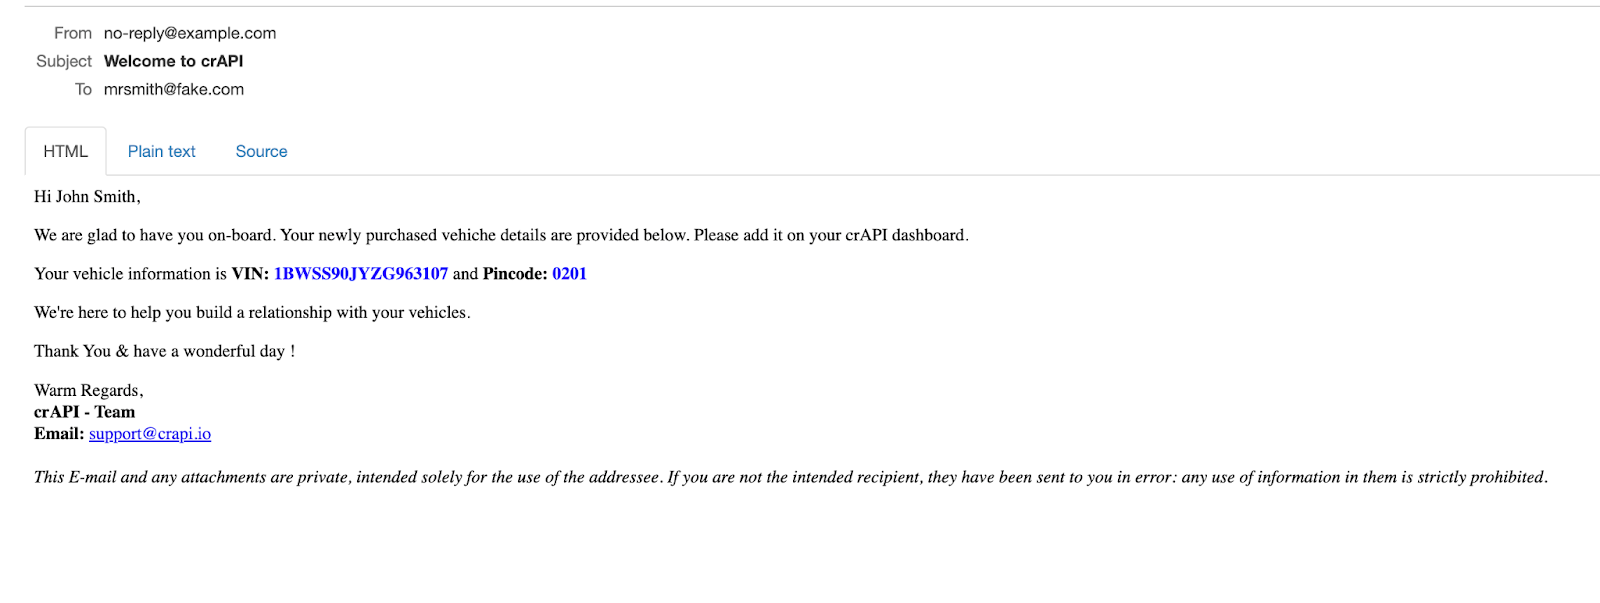 From no-reply@example.com
Subject Welcome to crAPI
To mrsmith@fake.com
HTML Plain text Source
Hi John Smith,
We are glad to have you on-board. Your newly purchased vehiche details are provided below. Please add it on your crAPI dashboard.
Your vehicle information is VIN: 1BWSS90JYZG963107 and Pincode: 0201
We're here to help you build a relationship with your vehicles.
Thank You & have a wonderful day !
Warm Regards,
crAPI - Team
Email: support@crapi.io
This E-mail and any attachments are private, intended solely for the use of the addressee. If you are not the intended recipient, they have been sent to you in error: any use of information in them is strictly prohibited.